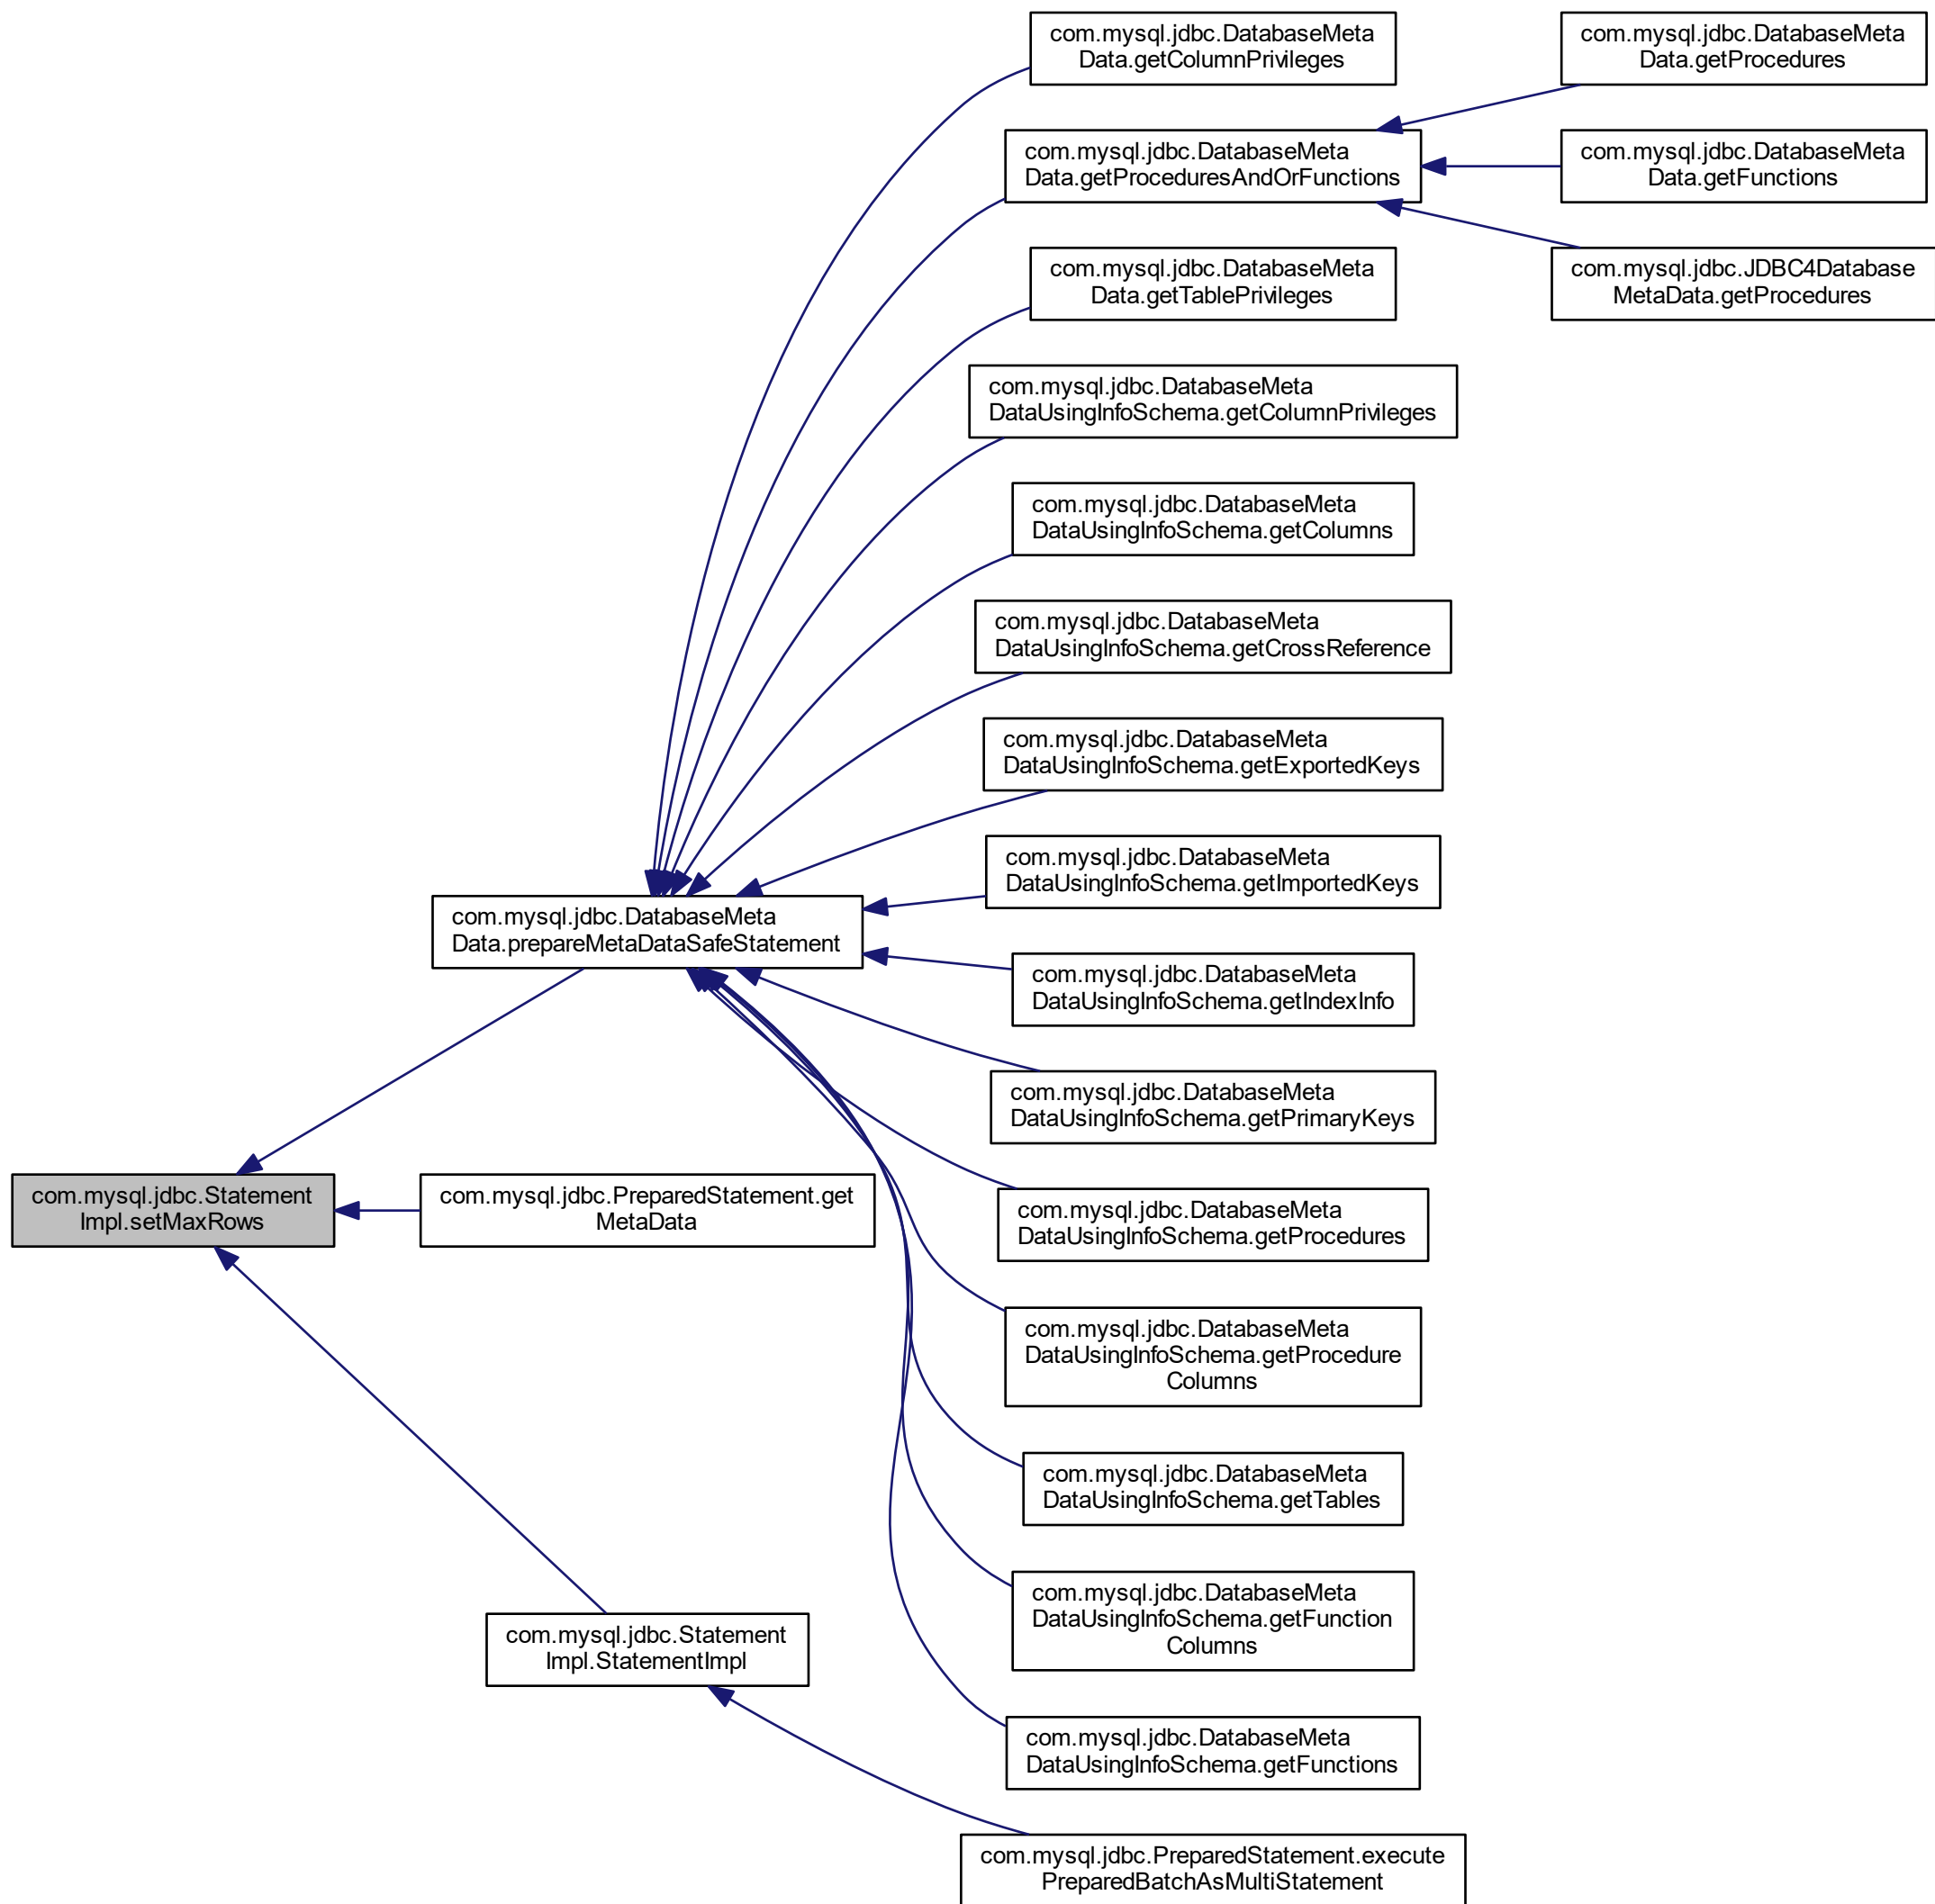 com.mysql.jdbc.DatabaseMeta
Data.getColumnPrivileges
com.mysql.jdbc.DatabaseMeta
Data.getProcedures
com.mysql.jdbc.DatabaseMeta
Data.getProceduresAndOrFunctions
com.mysql.jdbc.DatabaseMeta
Data.getFunctions
com.mysql.jdbc.DatabaseMeta
Data.getTablePrivileges
com.mysql.jdbc.JDBC4Database
MetaData.getProcedures
com.mysql.jdbc.DatabaseMeta
DataUsingInfoSchema.getColumnPrivileges
com.mysql.jdbc.DatabaseMeta
DataUsingInfoSchema.getColumns
com.mysql.jdbc.DatabaseMeta
DataUsingInfoSchema.getCrossReference
com.mysql.jdbc.DatabaseMeta
DataUsingInfoSchema.getExportedKeys
com.mysql.jdbc.DatabaseMeta
DataUsingInfoSchema.getImportedKeys
com.mysql.jdbc.DatabaseMeta
Data.prepareMetaDataSafeStatement
com.mysql.jdbc.DatabaseMeta
DataUsingInfoSchema.getIndexInfo
com.mysql.jdbc.DatabaseMeta
DataUsingInfoSchema.getPrimaryKeys
com.mysql.jdbc.Statement
Impl.setMaxRows
com.mysql.jdbc.PreparedStatement.get
MetaData
com.mysql.jdbc.DatabaseMeta
DataUsingInfoSchema.getProcedures
com.mysql.jdbc.DatabaseMeta
DataUsingInfoSchema.getProcedure
Columns
com.mysql.jdbc.DatabaseMeta
DataUsingInfoSchema.getTables
com.mysql.jdbc.DatabaseMeta
DataUsingInfoSchema.getFunction
Columns
com.mysql.jdbc.Statement
Impl.StatementImpl
com.mysql.jdbc.DatabaseMeta
DataUsingInfoSchema.getFunctions
com.mysql.jdbc.PreparedStatement.execute
PreparedBatchAsMultiStatement